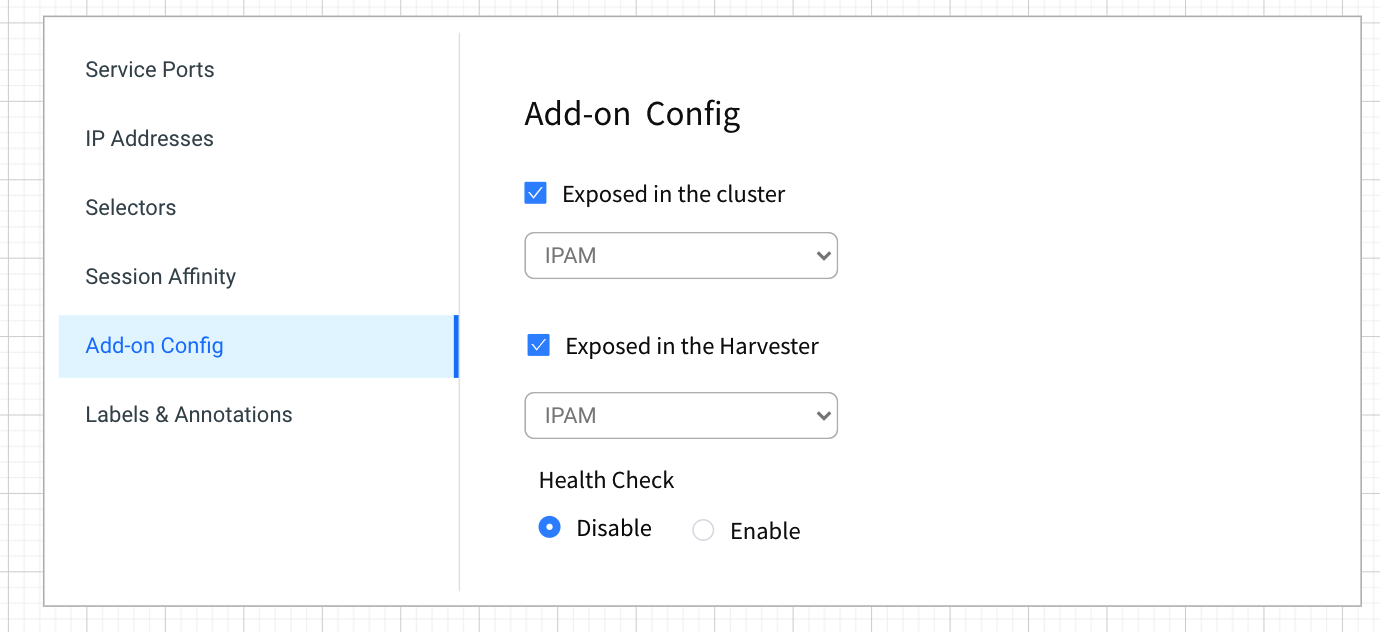 Service Ports
IP Addresses
Selectors
Session Affinity
Add-on Config
Labels & Annotations
Add-on Config
Exposed in the cluster
IPAM
Exposed in the Harvester
IPAM
Health Check
Disable Enable